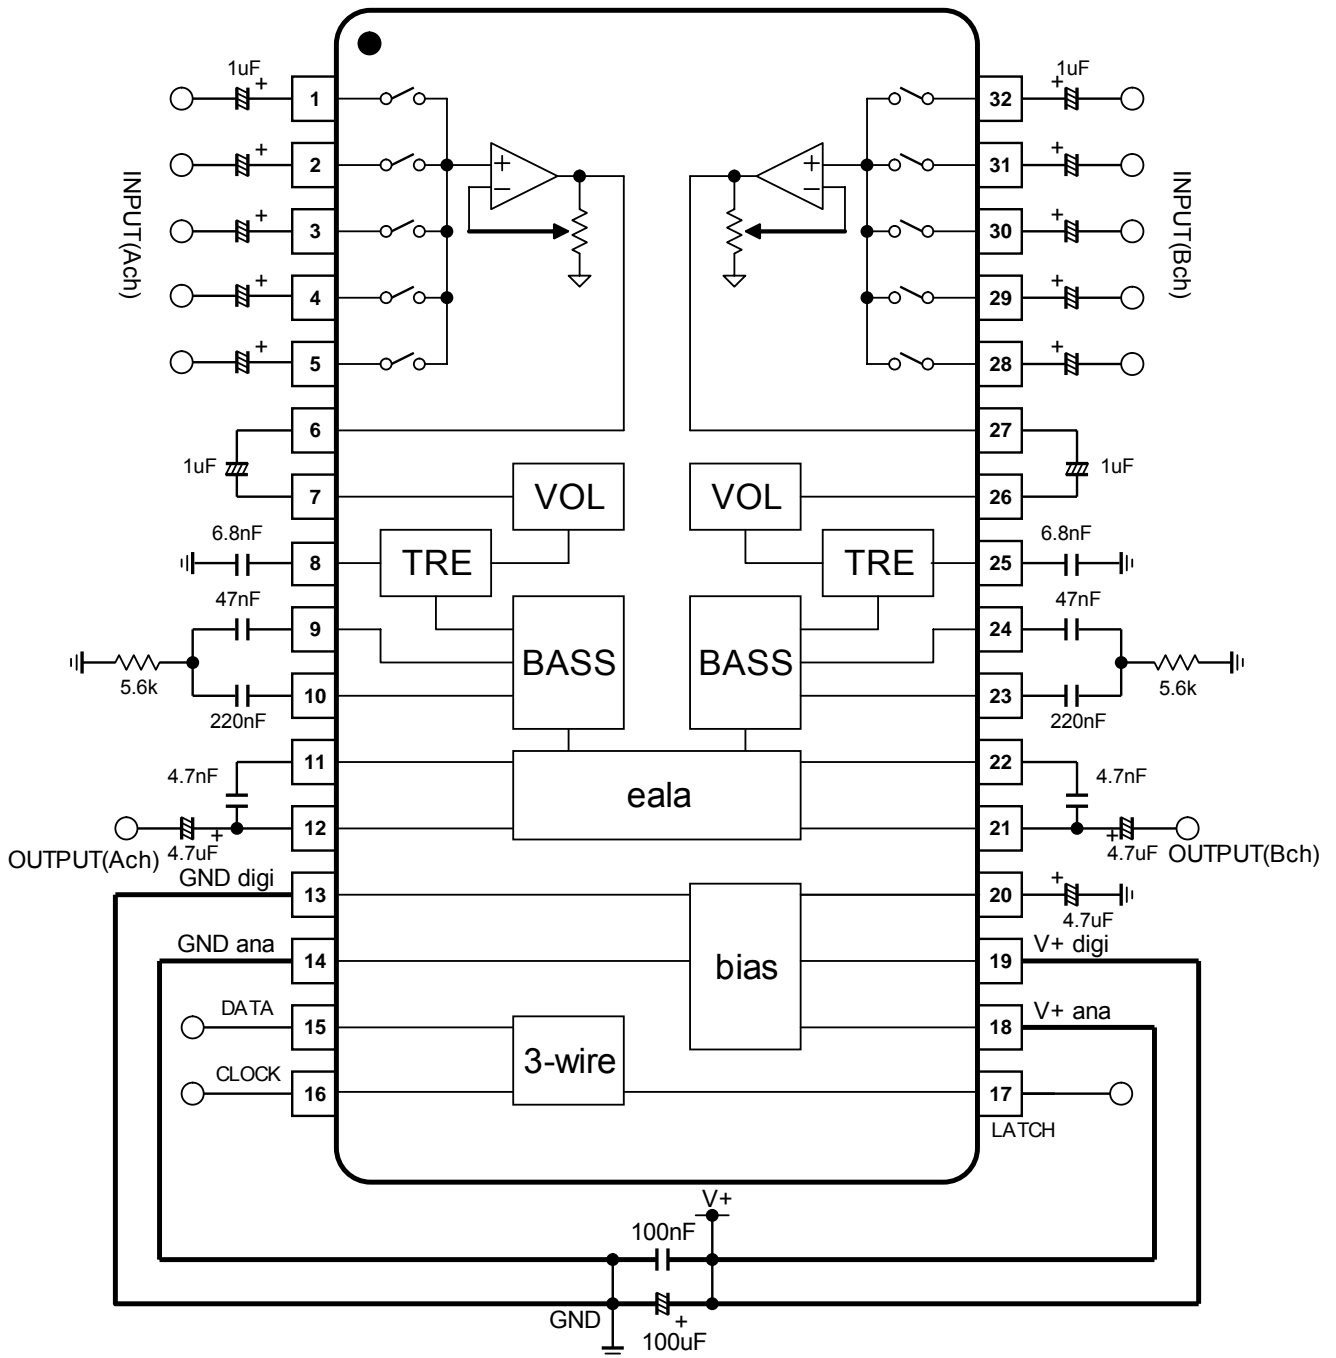 1uF + 1 32 + 1uF
+ 2 + + 31 +
− −
INPUT(Ach) INPUT(Bch)
+ 3 30 +
+ 4 29 +
+ 5 28 +
6 27
1uF 1uF
7 VOL VOL 26
6.8nF 8 TRE TRE 25 6.8nF
47nF 9 24 47nF
5.6k BASS BASS 5.6k
10 23
220nF 220nF
11 22
4.7nF eala 4.7nF
12 21
OUTPUT(Ach) 4.7uF + + 4.7uF OUTPUT(Bch)
GND digi 13 20 + 4.7uF
GND ana 14 bias 19 V+ digi
DATA 15 18 V+ ana
3-wire
CLOCK 16 17
LATCH
V+
100nF
GND +
100uF